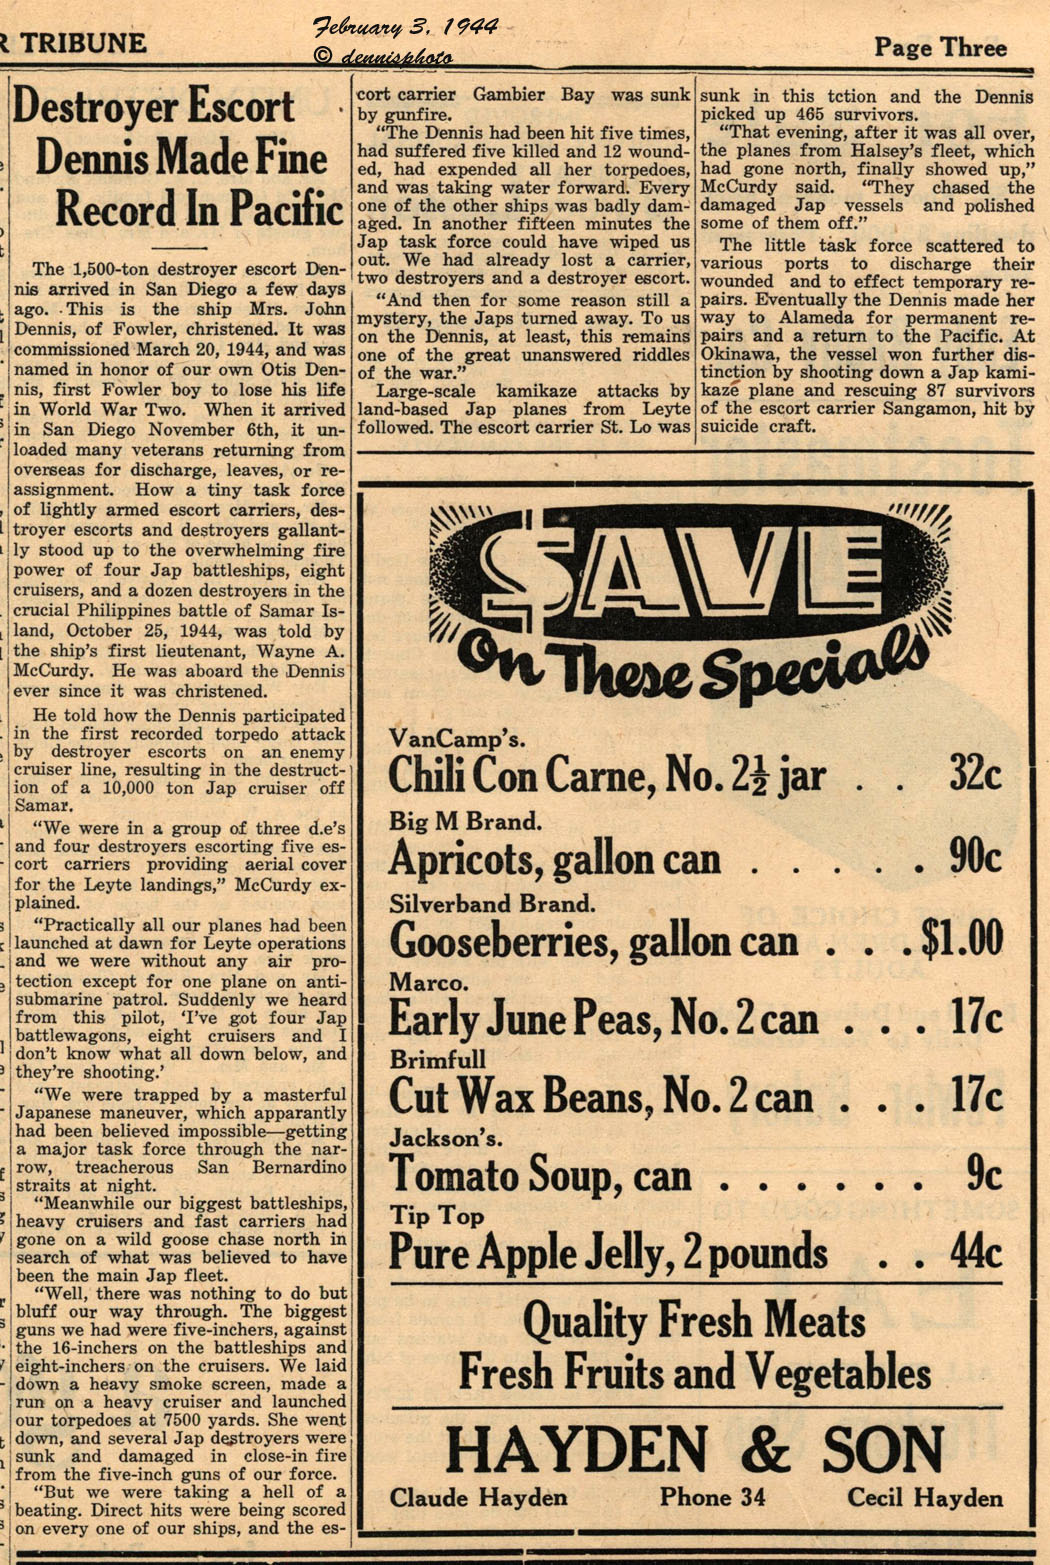 R TRIBUNE
February 3, 1944
© dennisphoto
Page Three
Destroyer Escort
Dennis Made Fine
Record In Pacific
The 1,500-ton destroyer escort Den-
nis arrived in San Diego a few days
ago. This is the ship Mrs. John
Dennis, of Fowler, christened. It was
commissioned March 20, 1944, and was
named in honor of our own Otis Den-
nis, first Fowler boy to lose his life
in World War Two. When it arrived
in San Diego November 6th, it un-
loaded many veterans returning from
overseas for discharge, leaves, or re-
assignment. How a tiny task force
of lightly armed escort carriers, des-
troyer escorts and destroyers gallant-
ly stood up to the overwhelming fire
power of four Jap battleships, eight
cruisers, and a dozen destroyers in the
crucial Philippines battle of Samar Is-
land, October 25, 1944, was told by
the ship's first lieutenant, Wayne A.
McCurdy. He was aboard the Dennis
ever since it was christened.
He told how the Dennis participated
in the first recorded torpedo attack
by destroyer escorts on an enemy
cruiser line, resulting in the destruct-
ion of a 10,000 ton Jap cruiser off
Samar.
“We were in a group of three d.e's
and four destroyers escorting five es-
cort carriers providing aerial cover
for the Leyte landings,” McCurdy ex-
plained.
“Practically all our planes had been
launched at dawn for Leyte operations
and we were without any air pro-
tection except for one plane on anti-
submarine patrol. Suddenly we heard
from this pilot, ‘I've got four Jap
battlewagons, eight cruisers and I
don't know what all down below, and
they're shooting.’
“We were trapped by a masterful
Japanese maneuver, which apparantly
had been believed impossible—getting
a major task force through the nar-
row, treacherous San Bernardino
straits at night.
“Meanwhile our biggest battleships,
heavy cruisers and fast carriers had
gone on a wild goose chase north in
search of what was believed to have
been the main Jap fleet.
“Well, there was nothing to do but
bluff our way through. The biggest
guns we had were five-inchers, against
the 16-inchers on the battleships and
eight-inchers on the cruisers. We laid
down a heavy smoke screen, made a
run on a heavy cruiser and launched
our torpedoes at 7500 yards. She went
down, and several Jap destroyers were
sunk and damaged in close-in fire
from the five-inch guns of our force.
“But we were taking a hell of a
beating. Direct hits were being scored
on every one of our ships, and the es-
cort carrier Gambier Bay was sunk
by gunfire.
“The Dennis had been hit five times,
had suffered five killed and 12 wound-
ed, had expended all her torpedoes,
and was taking water forward. Every
one of the other ships was badly dam-
aged. In another fifteen minutes the
Jap task force could have wiped us
out. We had already lost a carrier,
two destroyers and a destroyer escort.
“And then for some reason still a
mystery, the Japs turned away. To us
on the Dennis, at least, this remains
one of the great unanswered riddles
of the war.”
Large-scale kamikaze attacks by
land-based Jap planes from Leyte
followed. The escort carrier St. Lo was
sunk in this tction and the Dennis
picked up 465 survivors.
“That evening, after it was all over,
the planes from Halsey's fleet, which
had gone north, finally showed up,”
McCurdy said. “They chased the
damaged Jap vessels and polished
some of them off.”
The little task force scattered to
various ports to discharge their
wounded and to effect temporary re-
pairs. Eventually the Dennis made her
way to Alameda for permanent re-
pairs and a return to the Pacific. At
Okinawa, the vessel won further dis-
tinction by shooting down a Jap kami-
kaze plane and rescuing 87 survivors
of the escort carrier Sangamon, hit by
suicide craft.
$AVE
On These Specials
VanCamp's.
Chili Con Carne, No. 2½ jar . . 32c
Big M Brand.
Apricots, gallon can . . . . . 90c
Silverband Brand.
Gooseberries, gallon can . . . $1.00
Marco.
Early June Peas, No. 2 can . . . 17c
Brimfull
Cut Wax Beans, No. 2 can . . . 17c
Jackson's.
Tomato Soup, can . . . . . . 9c
Tip Top
Pure Apple Jelly, 2 pounds . . 44c
Quality Fresh Meats
Fresh Fruits and Vegetables
HAYDEN & SON
Claude Hayden Phone 34 Cecil Hayden